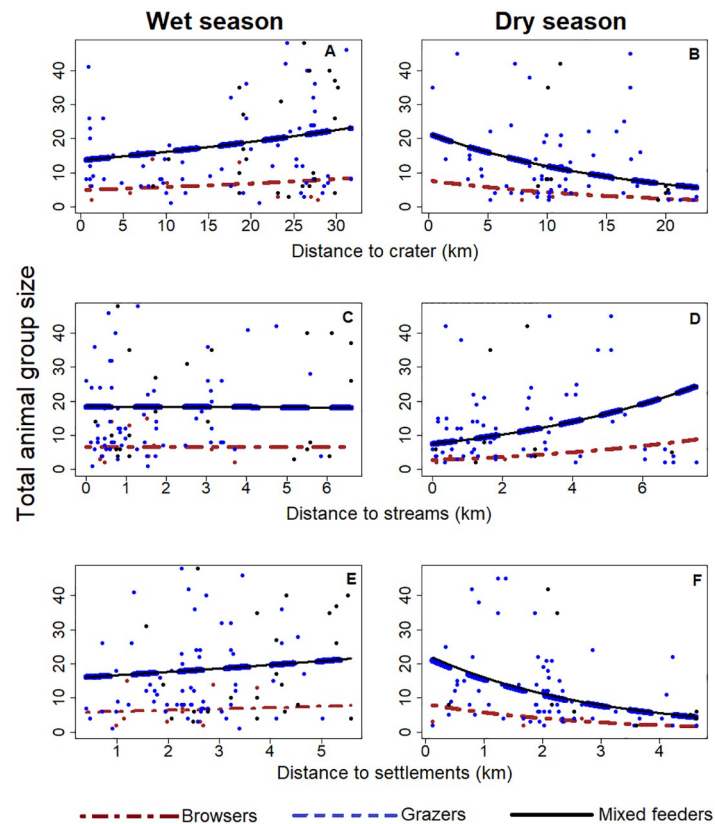 Wet season
Dry season
A
0 10 20 30 40
0 5 10 15 20 25 30
B
0 10 20 30 40
0 5 10 15 20
Distance to crater (km)
Total animal group size
C
0 10 20 30 40
0 1 2 3 4 5 6
D
0 10 20 30 40
0 2 4 6
Distance to streams (km)
E
0 10 20 30 40
1 2 3 4 5
F
0 10 20 30 40
0 1 2 3 4
Distance to settlements (km)
Browsers
Grazers
Mixed feeders